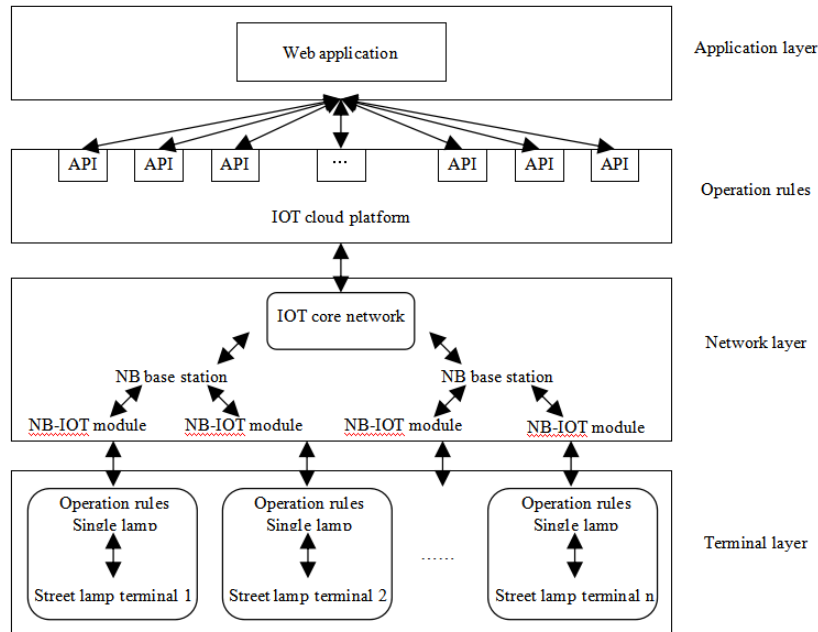 Web application
Application layer
API API API ... API API API
Operation rules
IOT cloud platform
IOT core network
Network layer
NB base station NB base station
NB-IOT module NB-IOT module NB-IOT module NB-IOT module
Operation rules Operation rules Operation rules
Single lamp Single lamp Single lamp
Terminal layer
......
Street lamp terminal 1 Street lamp terminal 2 Street lamp terminal n